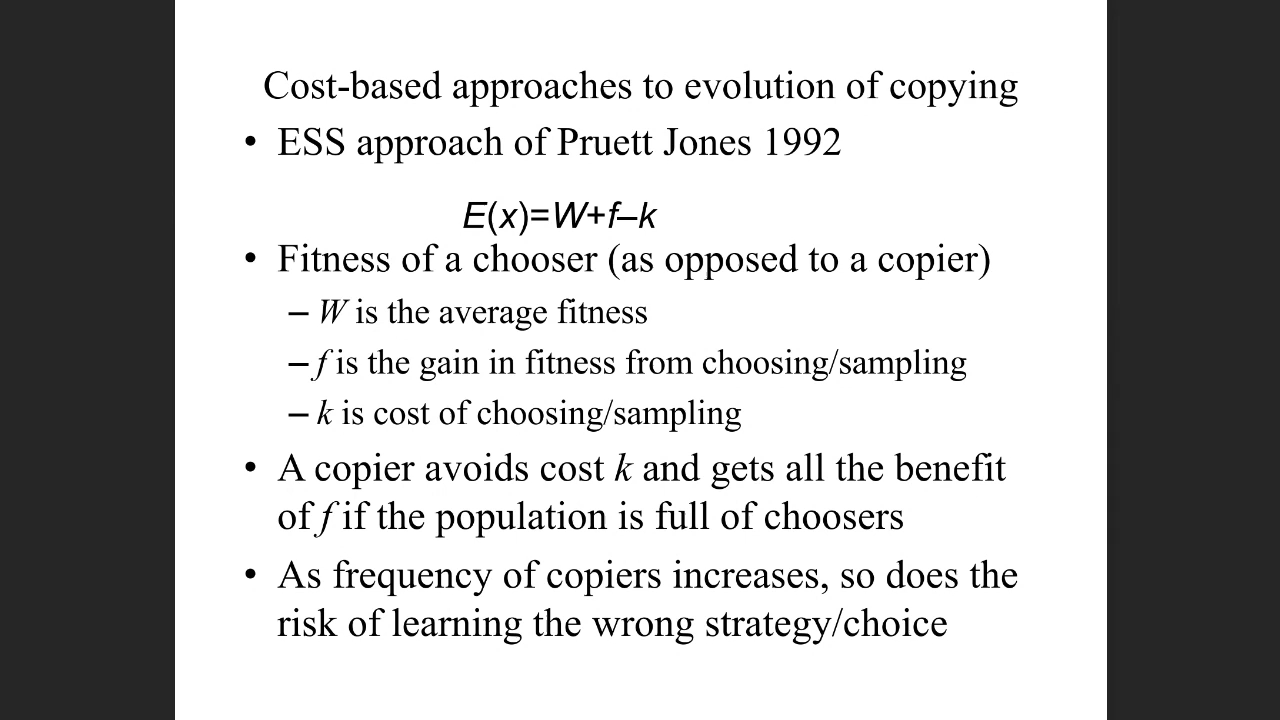 Cost-based approaches to evolution of copying
• ESS approach of Pruett Jones 1992
E(x)=W+f–k
• Fitness of a chooser (as opposed to a copier)
– W is the average fitness
– f is the gain in fitness from choosing/sampling
– k is cost of choosing/sampling
• A copier avoids cost k and gets all the benefit
of f if the population is full of choosers
• As frequency of copiers increases, so does the
risk of learning the wrong strategy/choice